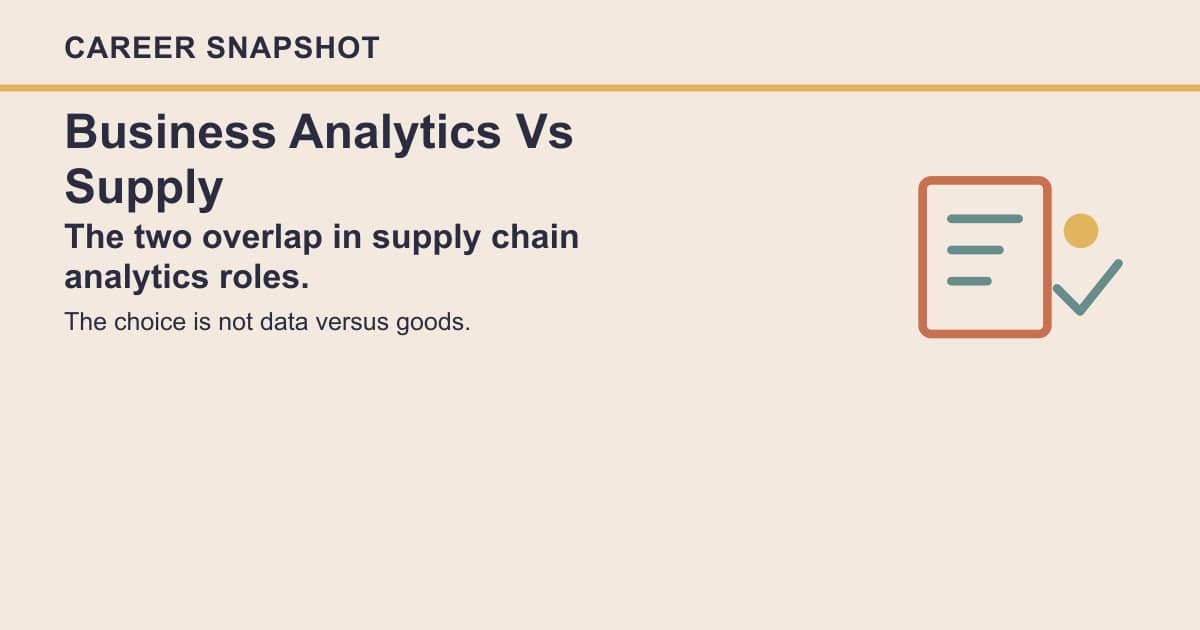 CAREER SNAPSHOT
Business Analytics Vs
Supply
The two overlap in supply chain
analytics roles.
The choice is not data versus goods.